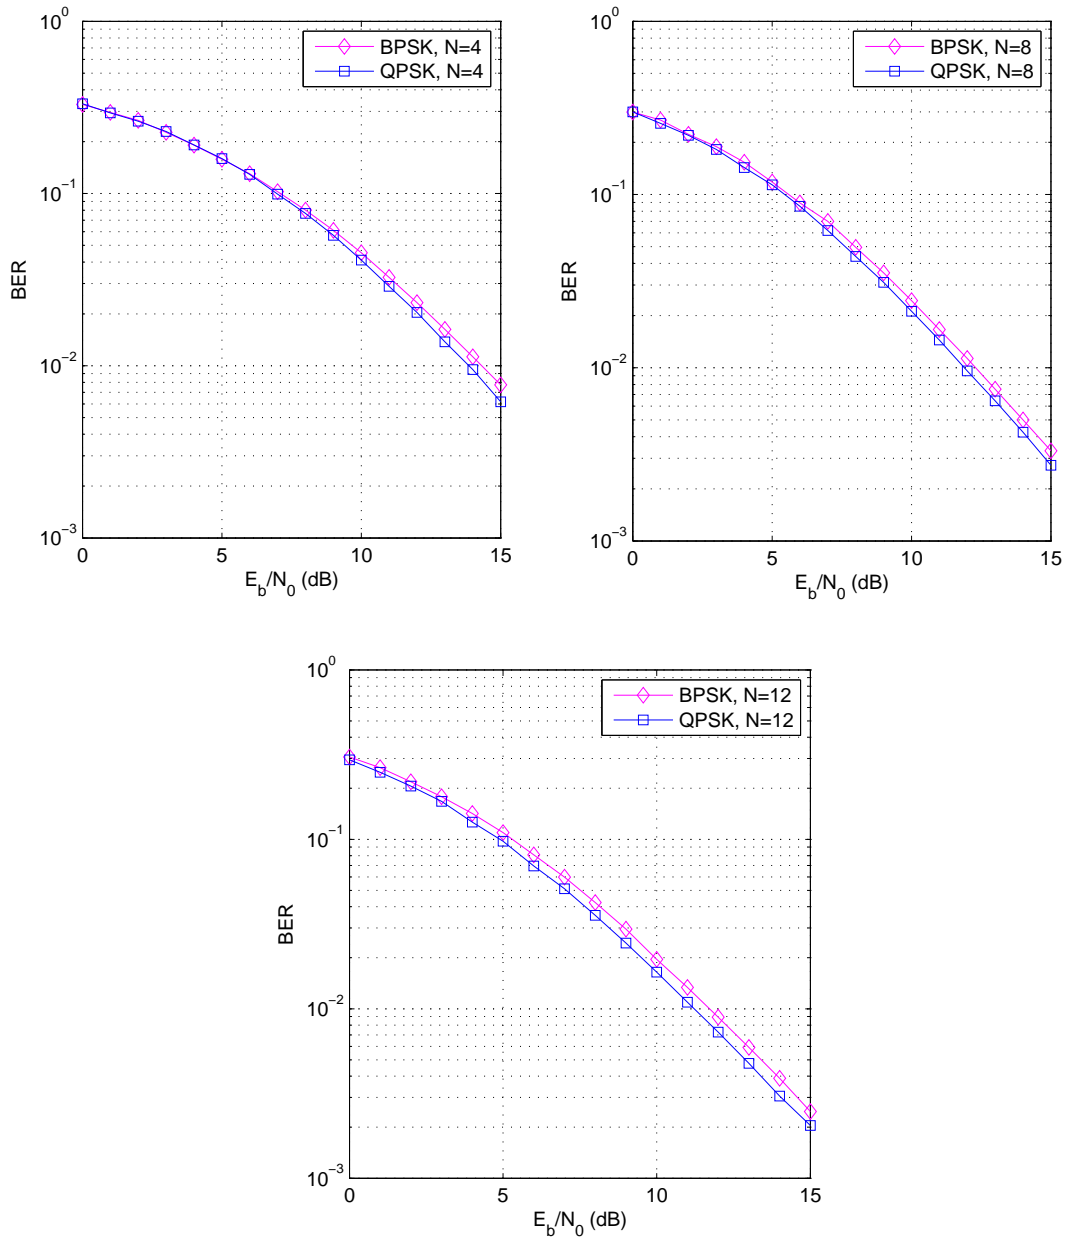 10^0
10^-1
10^-2
10^-3
BER
0 5 10 15
E_b/N_0 (dB)
BPSK, N=4
QPSK, N=4
10^0
10^-1
10^-2
10^-3
BER
0 5 10 15
E_b/N_0 (dB)
BPSK, N=8
QPSK, N=8
10^0
10^-1
10^-2
10^-3
BER
0 5 10 15
E_b/N_0 (dB)
BPSK, N=12
QPSK, N=12